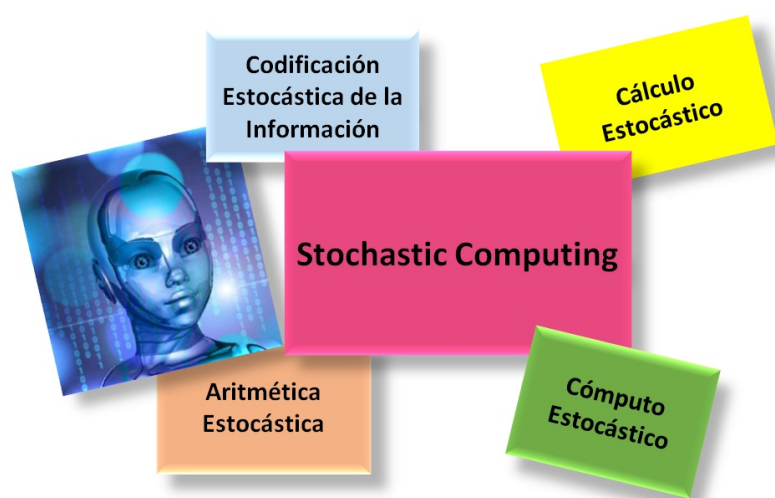 Codificación
Estocástica de la
Información
Cálculo
Estocástico
Stochastic Computing
Aritmética
Estocástica
Cómputo
Estocástico